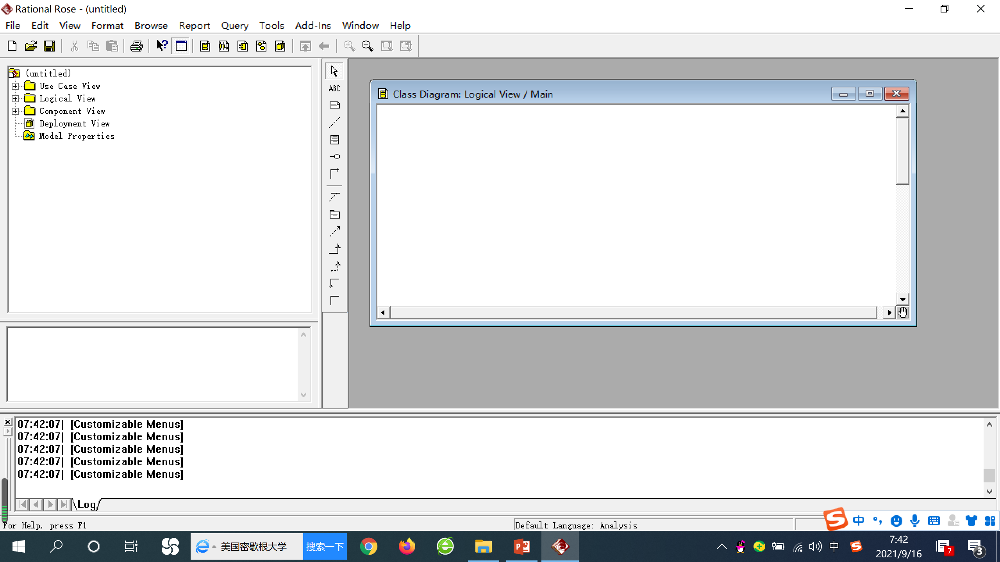 Rational Rose - (untitled)
File Edit View Format Browse Report Query Tools Add-Ins Window Help
(untitled)
Use Case View
Logical View
Component View
Deployment View
Model Properties
ABC
Class Diagram: Logical View / Main
07:42:07| [Customizable Menus]
07:42:07| [Customizable Menus]
07:42:07| [Customizable Menus]
07:42:07| [Customizable Menus]
07:42:07| [Customizable Menus]
Log
For Help, press F1
Default Language: Analysis
中
美国密歇根大学
搜索一下
中
7:42
2021/9/16
7
3